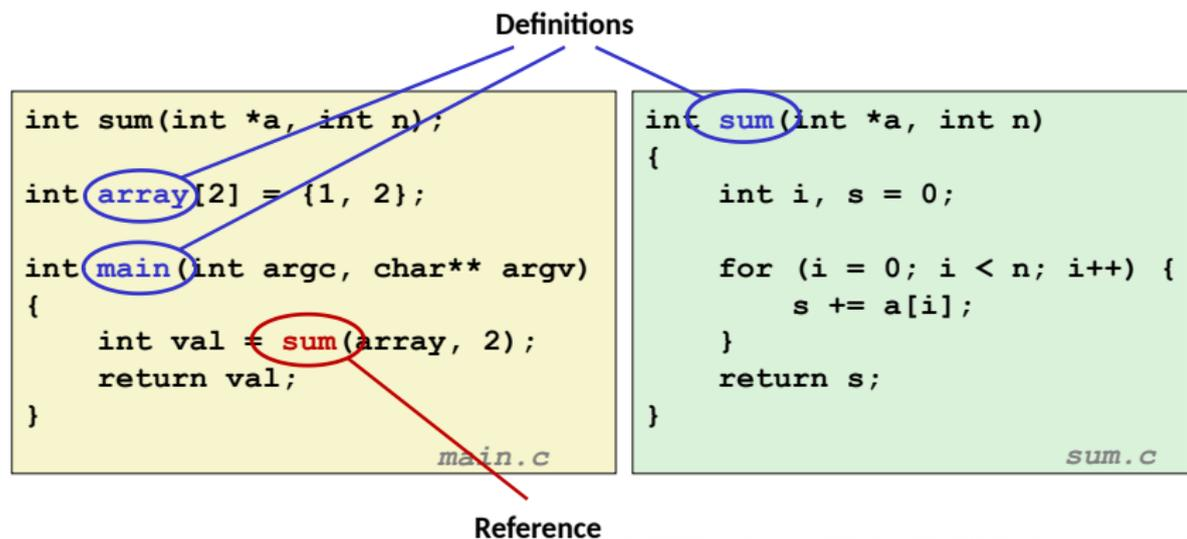 Definitions
int sum(int *a, int n);
int array[2] = {1, 2};
int main(int argc, char** argv)
{
    int val = sum(array, 2);
    return val;
}
main.c
int sum(int *a, int n)
{
    int i, s = 0;
    for (i = 0; i < n; i++) {
        s += a[i];
    }
    return s;
}
sum.c
Reference